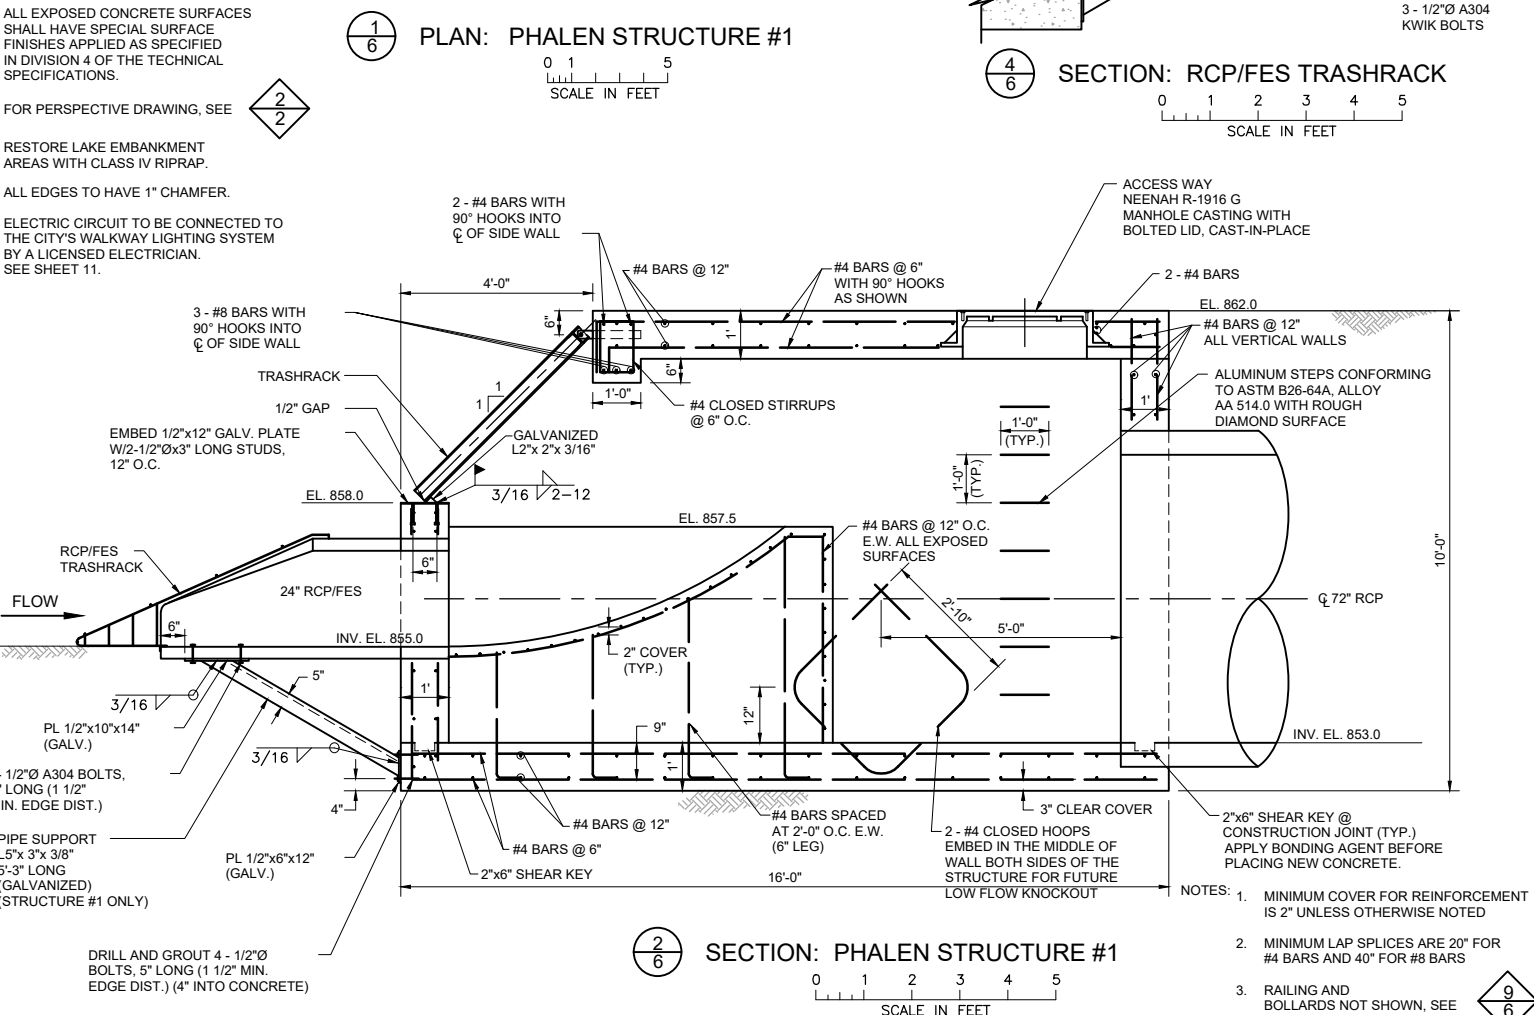 ALL EXPOSED CONCRETE SURFACES
SHALL HAVE SPECIAL SURFACE
FINISHES APPLIED AS SPECIFIED
IN DIVISION 4 OF THE TECHNICAL
SPECIFICATIONS.
FOR PERSPECTIVE DRAWING, SEE
2
2
RESTORE LAKE EMBANKMENT
AREAS WITH CLASS IV RIPRAP.
ALL EDGES TO HAVE 1" CHAMFER.
ELECTRIC CIRCUIT TO BE CONNECTED TO
THE CITY'S WALKWAY LIGHTING SYSTEM
BY A LICENSED ELECTRICIAN.
SEE SHEET 11.
1
6
PLAN: PHALEN STRUCTURE #1
0 1 5
SCALE IN FEET
3 - 1/2"Ø A304
KWIK BOLTS
4
6
SECTION: RCP/FES TRASHRACK
0 1 2 3 4 5
SCALE IN FEET
2 - #4 BARS WITH
90° HOOKS INTO
℄ OF SIDE WALL
#4 BARS @ 12"
#4 BARS @ 6"
WITH 90° HOOKS
AS SHOWN
ACCESS WAY
NEENAH R-1916 G
MANHOLE CASTING WITH
BOLTED LID, CAST-IN-PLACE
2 - #4 BARS
EL. 862.0
#4 BARS @ 12"
ALL VERTICAL WALLS
4'-0"
6"
1'
6"
1'-0"
1'
3 - #8 BARS WITH
90° HOOKS INTO
℄ OF SIDE WALL
TRASHRACK
1
1
1/2" GAP
EMBED 1/2"x12" GALV. PLATE
W/2-1/2"Øx3" LONG STUDS,
12" O.C.
GALVANIZED
L2"x 2"x 3/16"
3/16
2-12
#4 CLOSED STIRRUPS
@ 6" O.C.
1'-0"
(TYP.)
1'-0"
(TYP.)
ALUMINUM STEPS CONFORMING
TO ASTM B26-64A, ALLOY
AA 514.0 WITH ROUGH
DIAMOND SURFACE
EL. 858.0
EL. 857.5
#4 BARS @ 12" O.C.
E.W. ALL EXPOSED
SURFACES
RCP/FES
TRASHRACK
6"
24" RCP/FES
FLOW
6"
INV. EL. 855.0
2" COVER
(TYP.)
2'-10"
5'-0"
℄ 72" RCP
10'-0"
5"
1'
3/16
PL 1/2"x10"x14"
(GALV.)
3/16
9"
12"
1'
INV. EL. 853.0
1/2"Ø A304 BOLTS,
LONG (1 1/2"
IN. EDGE DIST.)
4"
PIPE SUPPORT
L5"x 3"x 3/8"
5'-3" LONG
(GALVANIZED)
(STRUCTURE #1 ONLY)
PL 1/2"x6"x12"
(GALV.)
#4 BARS @ 12"
#4 BARS @ 6"
2"x6" SHEAR KEY
#4 BARS SPACED
AT 2'-0" O.C. E.W.
(6" LEG)
3" CLEAR COVER
2 - #4 CLOSED HOOPS
EMBED IN THE MIDDLE OF
WALL BOTH SIDES OF THE
STRUCTURE FOR FUTURE
LOW FLOW KNOCKOUT
2"x6" SHEAR KEY @
CONSTRUCTION JOINT (TYP.)
APPLY BONDING AGENT BEFORE
PLACING NEW CONCRETE.
16'-0"
DRILL AND GROUT 4 - 1/2"Ø
BOLTS, 5" LONG (1 1/2" MIN.
EDGE DIST.) (4" INTO CONCRETE)
2
6
SECTION: PHALEN STRUCTURE #1
0 1 2 3 4 5
SCALE IN FEET
NOTES:
1. MINIMUM COVER FOR REINFORCEMENT
IS 2" UNLESS OTHERWISE NOTED
2. MINIMUM LAP SPLICES ARE 20" FOR
#4 BARS AND 40" FOR #8 BARS
3. RAILING AND
BOLLARDS NOT SHOWN, SEE
9
6